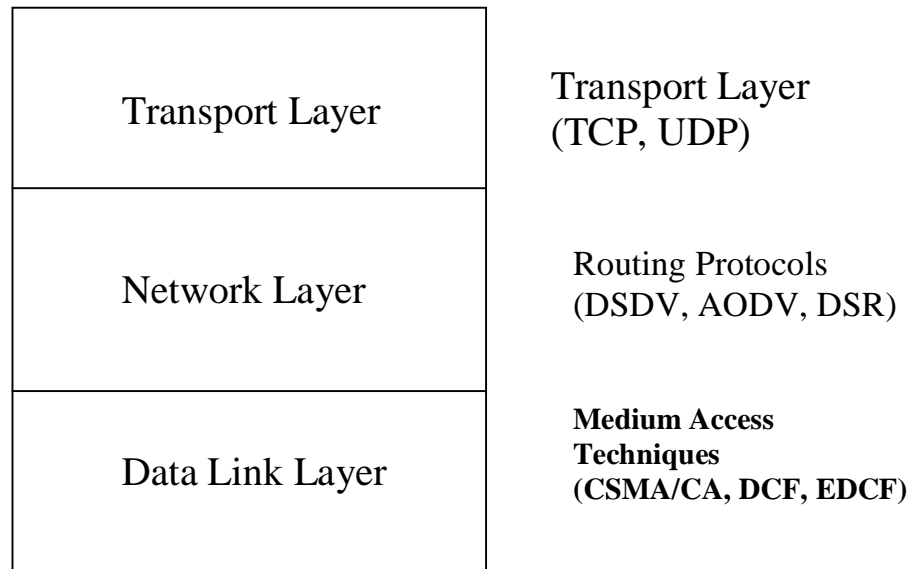 Transport Layer
Transport Layer
(TCP, UDP)
Network Layer
Routing Protocols
(DSDV, AODV, DSR)
Data Link Layer
Medium Access
Techniques
(CSMA/CA, DCF, EDCF)